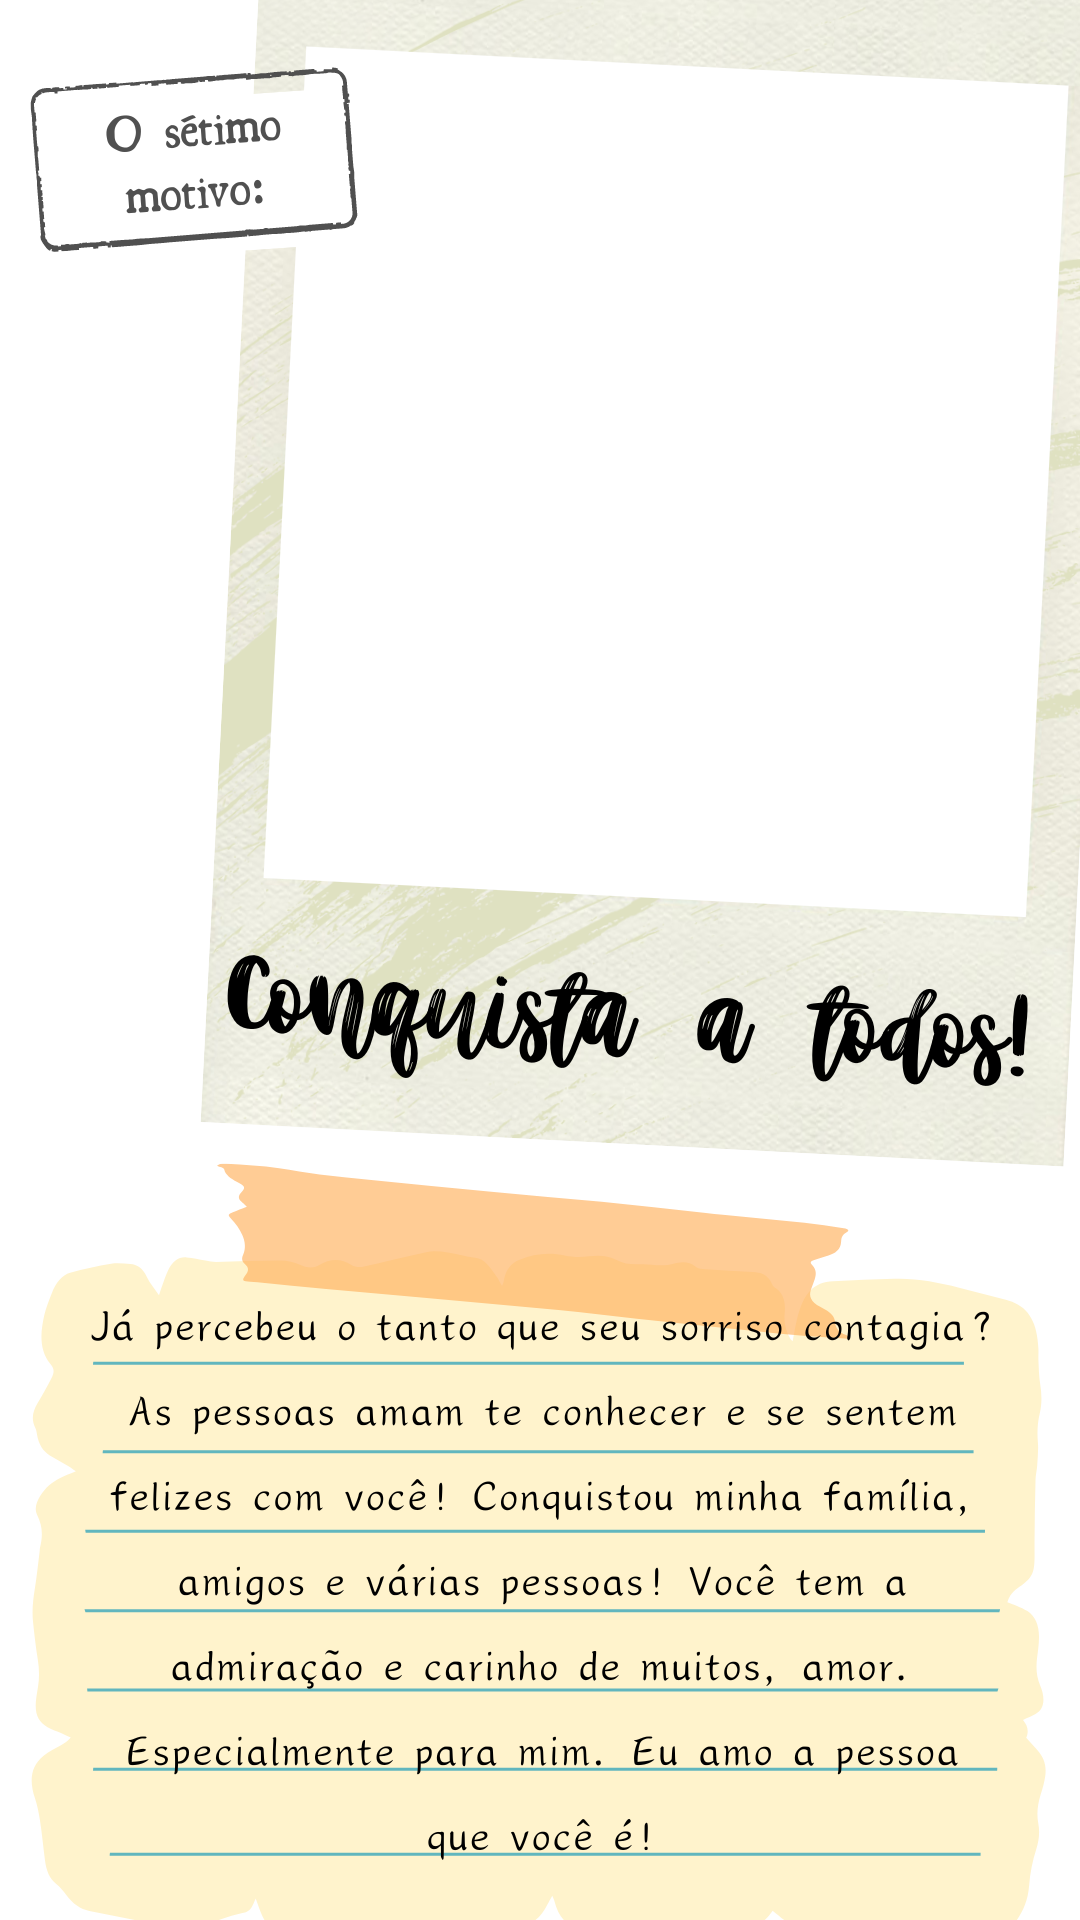 O sétimo
motivo:
Conquista a todos!
Já percebeu o tanto que seu sorriso contagia?
As pessoas amam te conhecer e se sentem
felizes com você! Conquistou minha família,
amigos e várias pessoas! Você tem a
admiração e carinho de muitos, amor.
Especialmente para mim. Eu amo a pessoa
que você é!